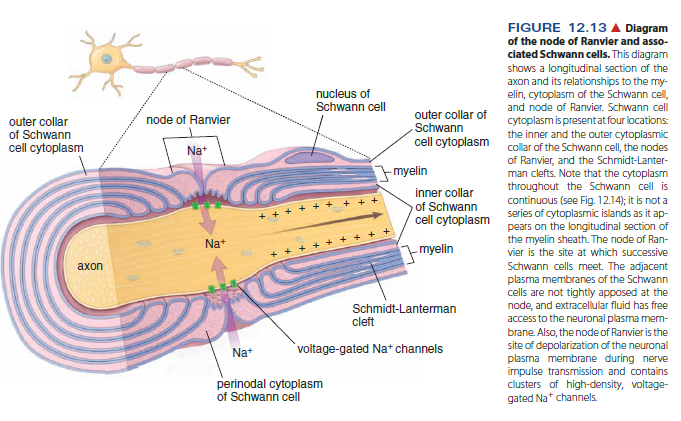 FIGURE 12.13 ▲ Diagram
of the node of Ranvier and asso-
ciated Schwann cells. This diagram
shows a longitudinal section of the
axon and its relationships to the my-
elin, cytoplasm of the Schwann cell,
and node of Ranvier. Schwann cell
cytoplasm is present at four locations:
the inner and the outer cytoplasmic
collar of the Schwann cell, the nodes
of Ranvier, and the Schmidt-Lanter-
man clefts. Note that the cytoplasm
throughout the Schwann cell is
continuous (see Fig. 12.14); it is not a
series of cytoplasmic islands as it ap-
pears on the longitudinal section of
the myelin sheath. The node of Ran-
vier is the site at which successive
Schwann cells meet. The adjacent
plasma membranes of the Schwann
cells are not tightly apposed at the
node, and extracellular fluid has free
access to the neuronal plasma mem-
brane. Also, the node of Ranvier is the
site of depolarization of the neuronal
plasma membrane during nerve
impulse transmission and contains
clusters of high-density, voltage-
gated Na+ channels.
outer collar
of Schwann
cell cytoplasm
node of Ranvier
Na+
nucleus of
Schwann cell
outer collar of
Schwann
cell cytoplasm
myelin
inner collar
of Schwann
cell cytoplasm
+ + + + + + + + +
Na+
axon
+ + + + + + + + +
myelin
Schmidt-Lanterman
cleft
voltage-gated Na+ channels
Na+
perinodal cytoplasm
of Schwann cell